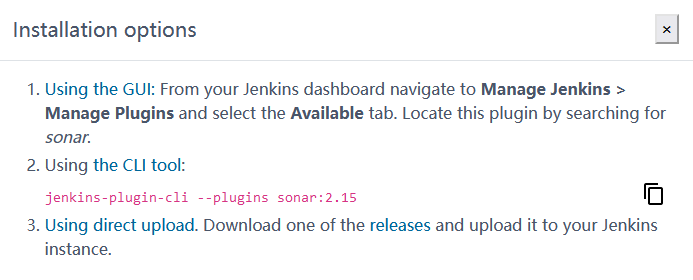 Installation options
×
1. Using the GUI: From your Jenkins dashboard navigate to Manage Jenkins >
Manage Plugins and select the Available tab. Locate this plugin by searching for
sonar.
2. Using the CLI tool:
jenkins-plugin-cli --plugins sonar:2.15
3. Using direct upload. Download one of the releases and upload it to your Jenkins
instance.